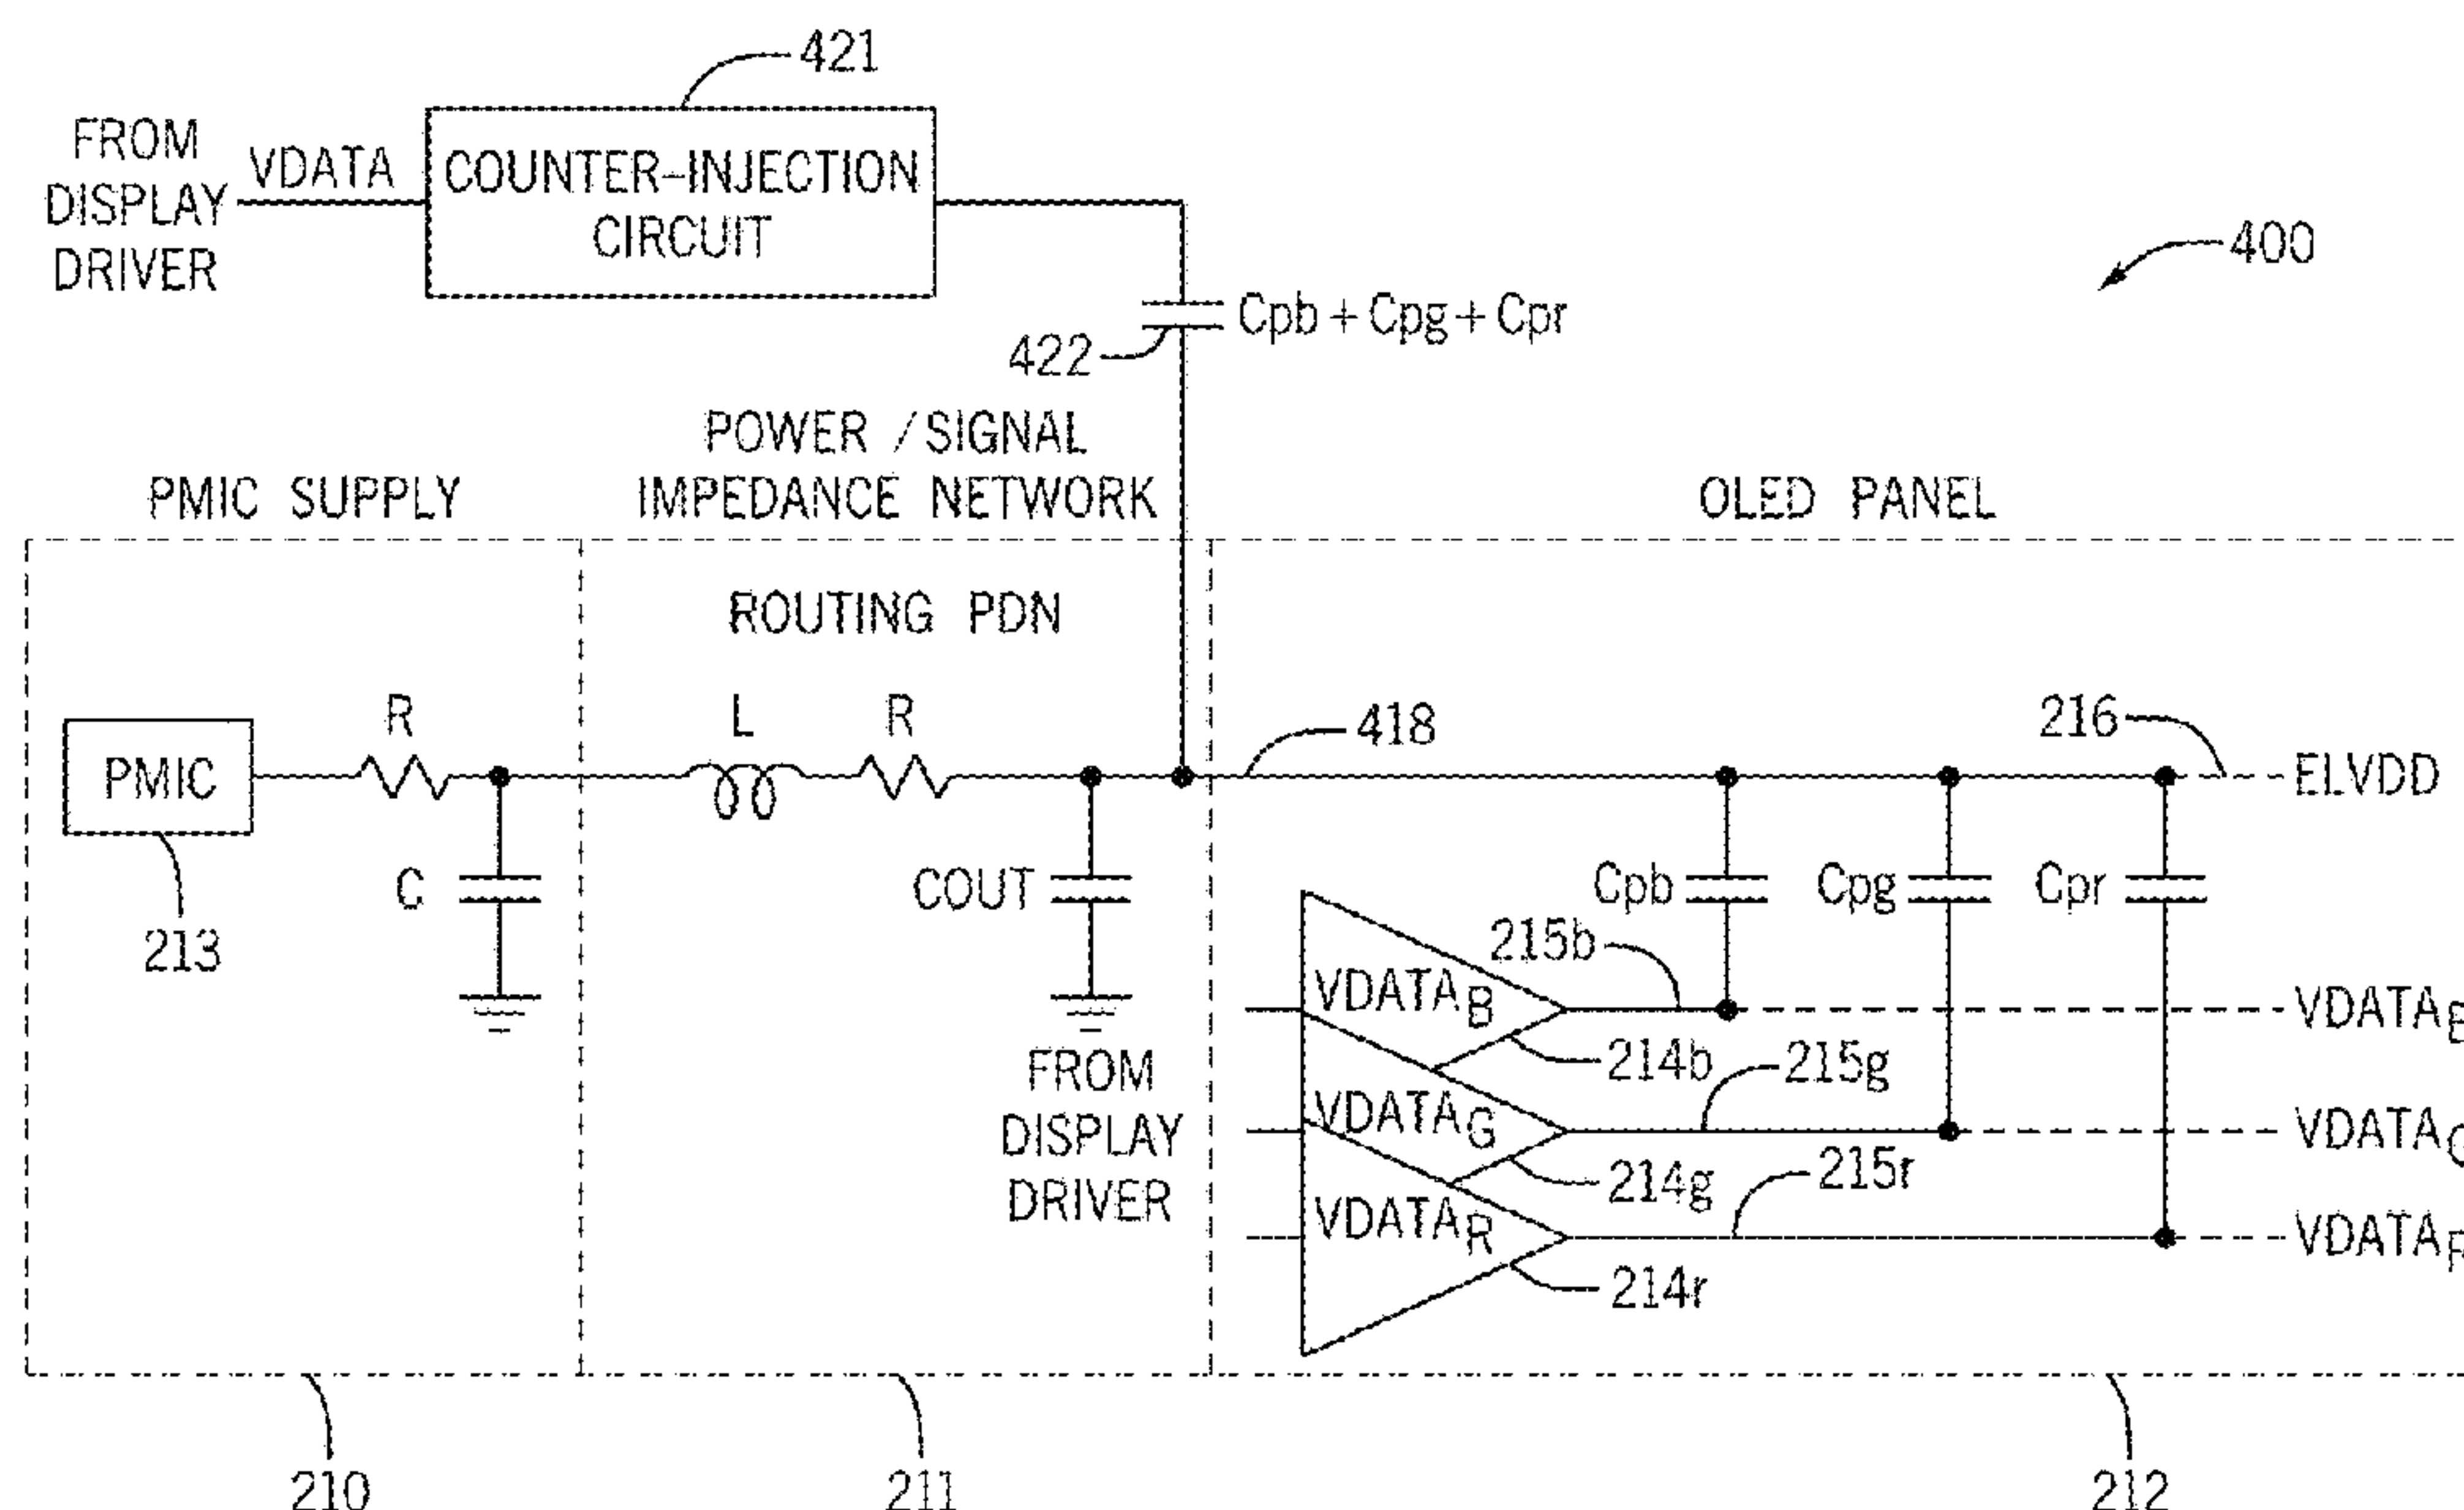 421
FROM
DISPLAY
DRIVER
VDATA
COUNTER-INJECTION
CIRCUIT
400
Cpb+Cpg+Cpr
422
POWER /SIGNAL
IMPEDANCE NETWORK
PMIC SUPPLY
OLED PANEL
ROUTING PDN
R
L
R
418
216
PMIC
ELVDD
C
COUT
Cpb
Cpg
Cpr
213
215b
VDATAB
214b
215g
FROM
DISPLAY
DRIVER
VDATAG
214g
215r
VDATAR
214r
210
211
212